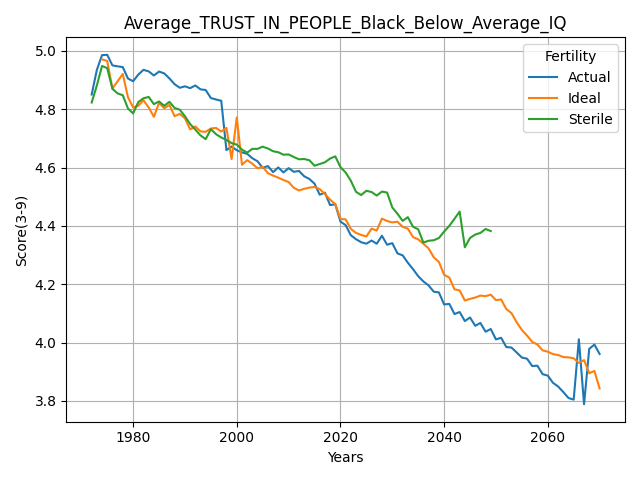 Average_TRUST_IN_PEOPLE_Black_Below_Average_IQ
Fertility
Actual
Ideal
Sterile
Score(3-9)
5.0
4.8
4.6
4.4
4.2
4.0
3.8
1980 2000 2020 2040 2060
Years